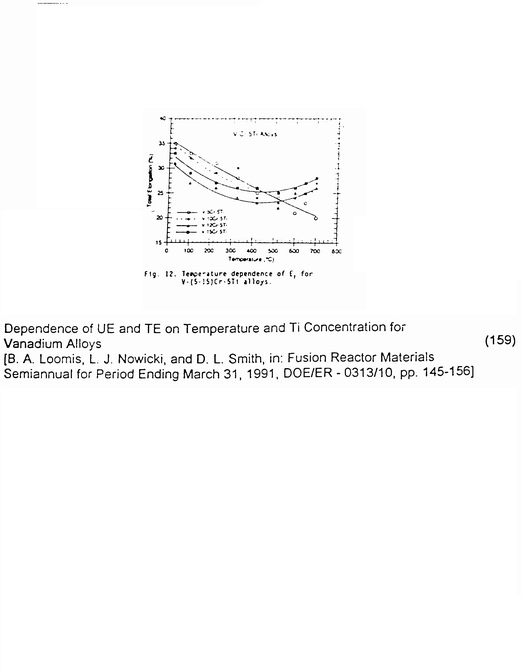 40
V-Cr-5Ti Alloys
35
30
25
20
15
Total Elongation (%)
V-5Cr-5Ti
V-10Cr-5Ti
V-12Cr-5Ti
V-15Cr-5Ti
0 100 200 300 400 500 600 700 800
Temperature (°C)
Fig. 12. Temperature dependence of Et for
V-(5-15)Cr-5Ti alloys.
Dependence of UE and TE on Temperature and Ti Concentration for
Vanadium Alloys
(159)
[B. A. Loomis, L. J. Nowicki, and D. L. Smith, in: Fusion Reactor Materials
Semiannual for Period Ending March 31, 1991, DOE/ER - 0313/10, pp. 145-156]